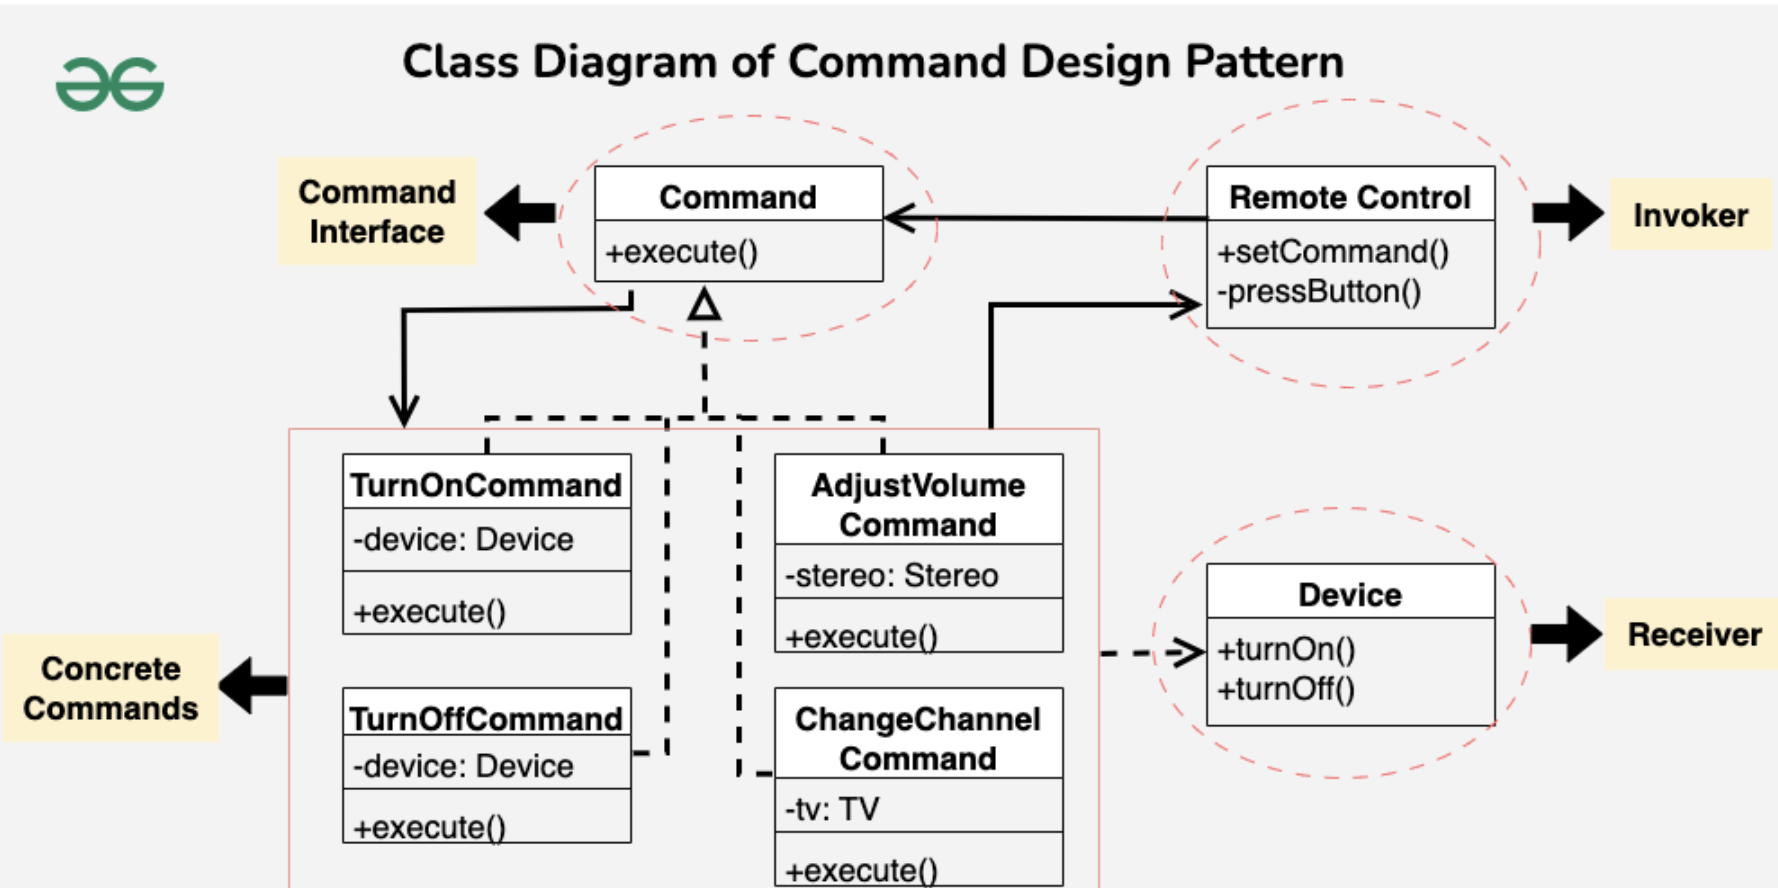 Class Diagram of Command Design Pattern
Command
Interface
Command
+execute()
Remote Control
+setCommand()
-pressButton()
Invoker
TurnOnCommand
-device: Device
+execute()
AdjustVolume
Command
-stereo: Stereo
+execute()
Device
+turnOn()
+turnOff()
Receiver
Concrete
Commands
TurnOffCommand
-device: Device
+execute()
ChangeChannel
Command
-tv: TV
+execute()